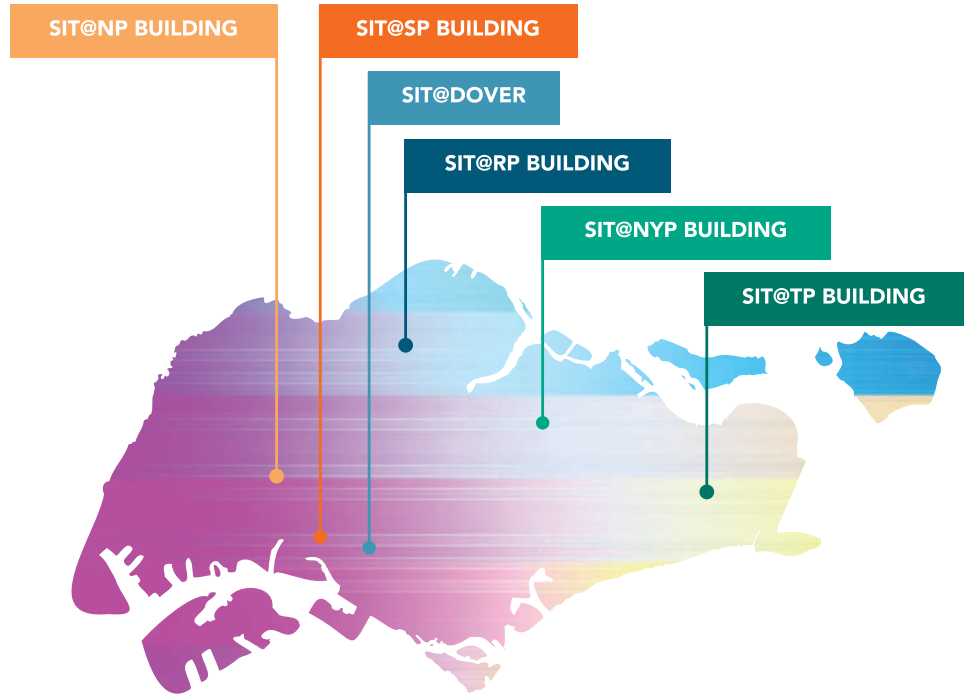 SIT@NP BUILDING
SIT@SP BUILDING
SIT@DOVER
SIT@RP BUILDING
SIT@NYP BUILDING
SIT@TP BUILDING